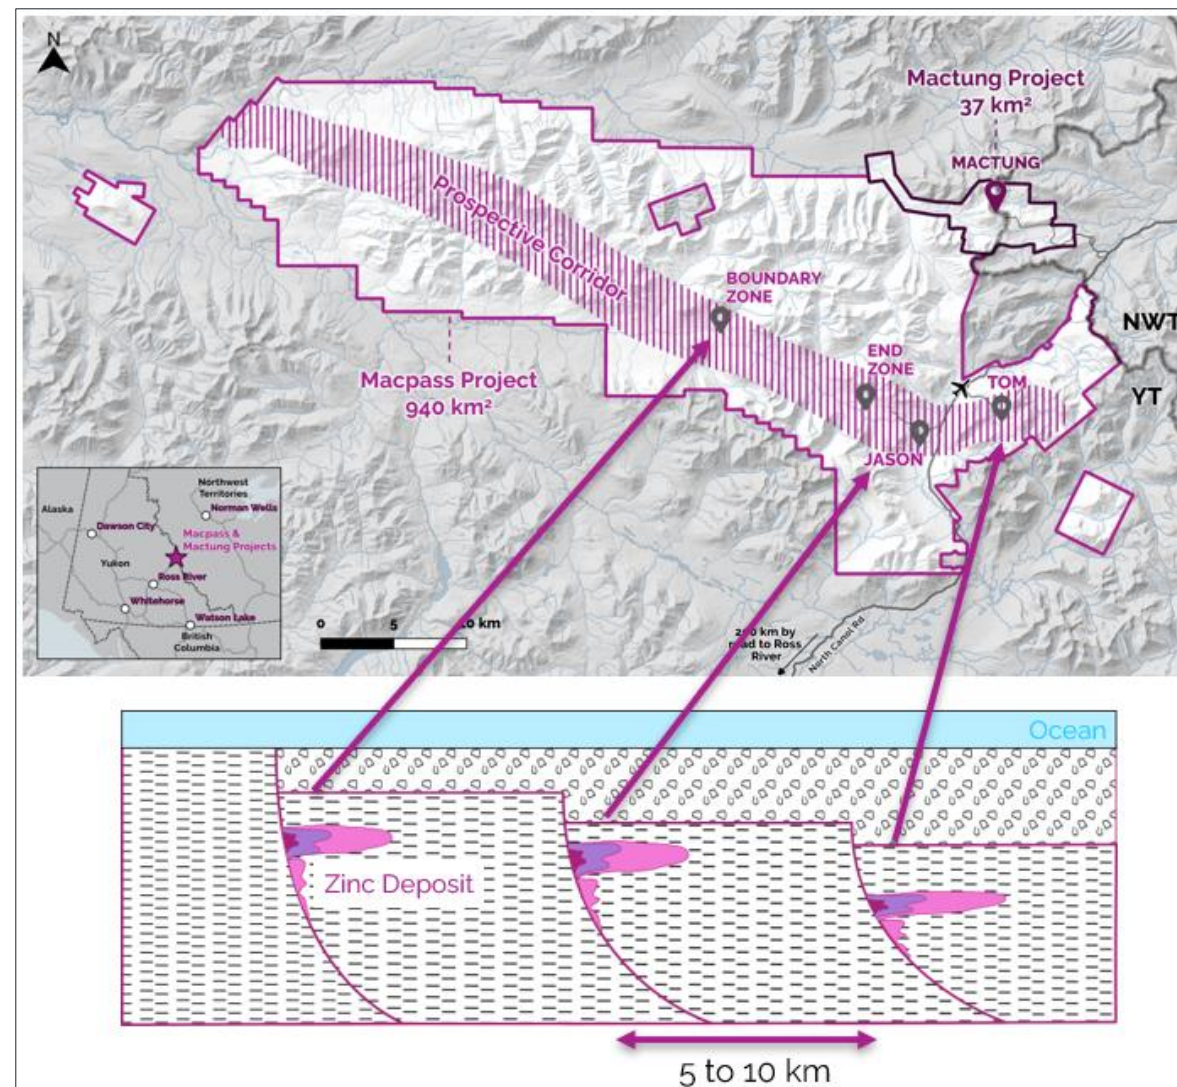 N
Mactung Project
37 km²
MACTUNG
Prospective Corridor
BOUNDARY
ZONE
NWT
END
ZONE
TOM
YT
Macpass Project
940 km²
JASON
Northwest
Territories
Alaska
Norman Wells
Dawson City
Macpass &
Mactung Projects
Yukon
Ross River
Whitehorse
Watson Lake
British
Columbia
0 5 10 km
road to Ross
River
North Canol Rd
Ocean
Zinc Deposit
5 to 10 km